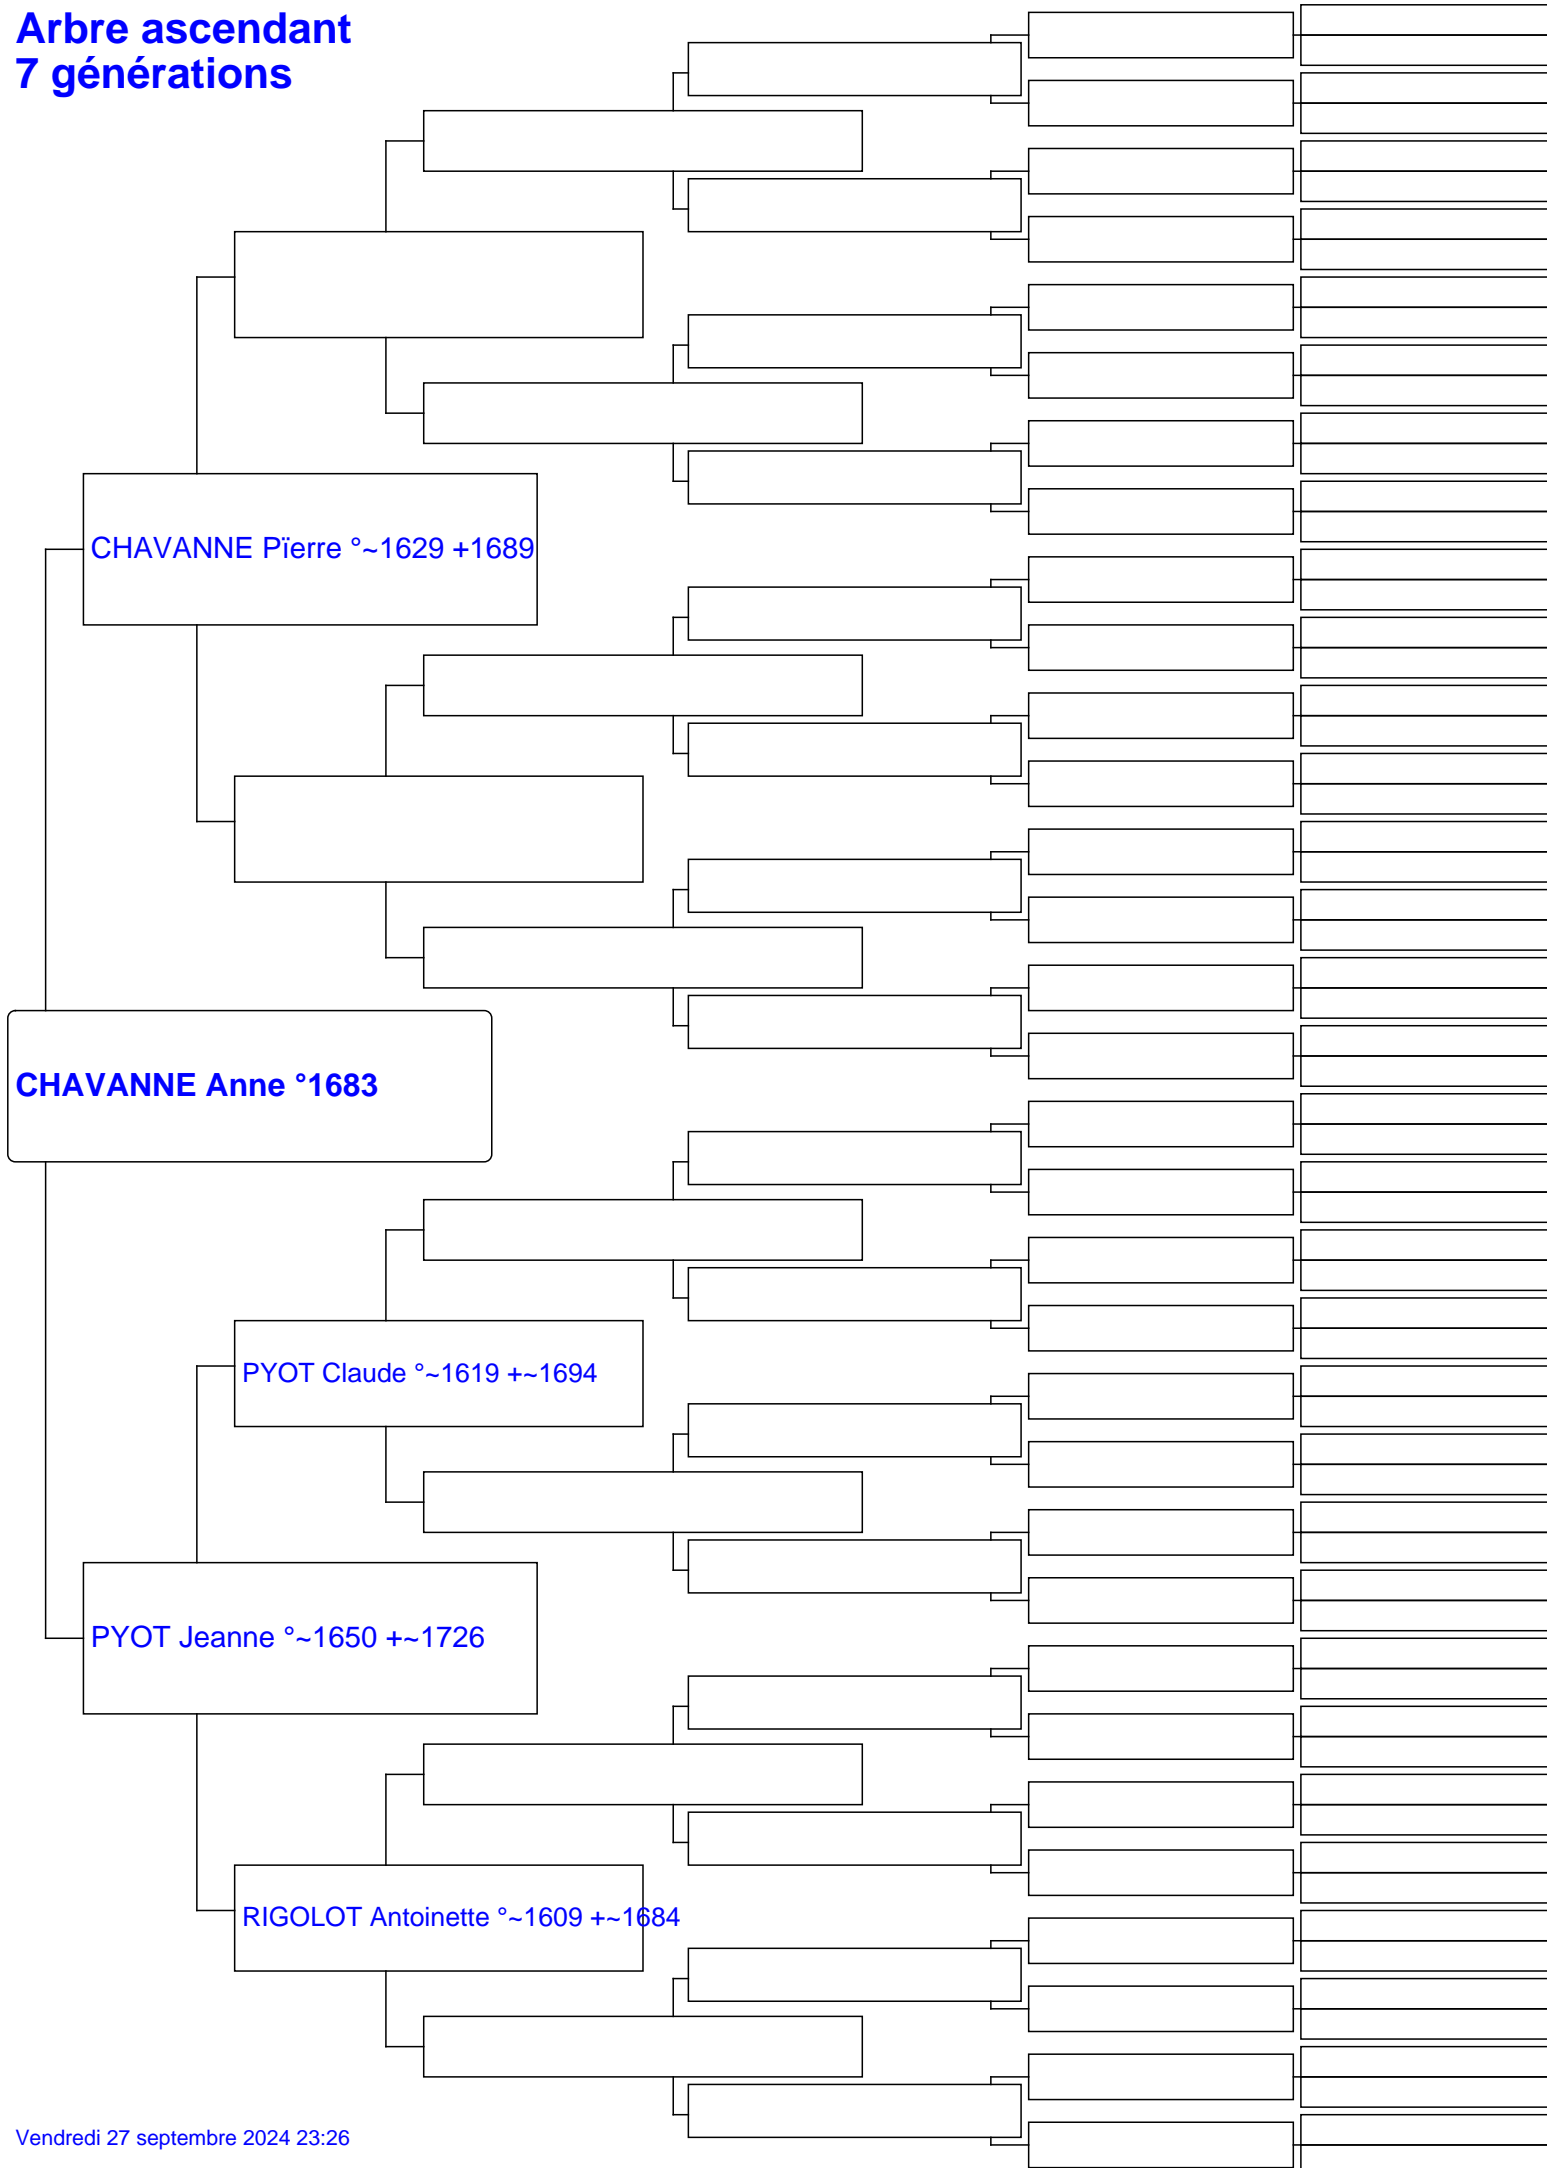 Arbre ascendant
7 générations
CHAVANNE Pïerre °~1629 +1689
CHAVANNE Anne °1683
PYOT Claude °~1619 +~1694
PYOT Jeanne °~1650 +~1726
RIGOLOT Antoinette °~1609 +~1684
Vendredi 27 septembre 2024 23:26